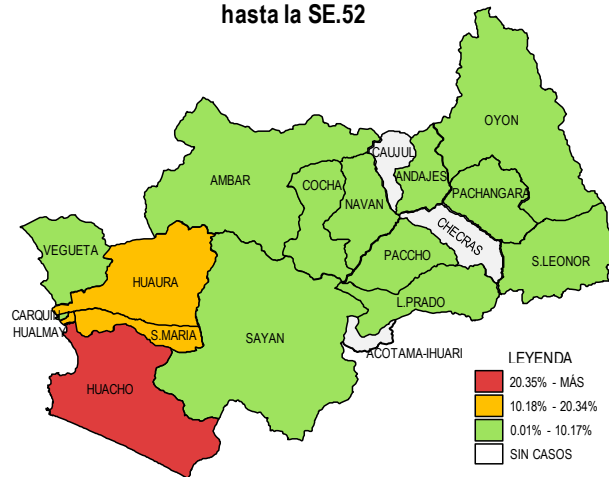 hasta la SE.52
OYON
CAUJUL
ANDAJES
AMBAR
COCHA
NAVAN
PACHANGARA
CHECRAS
VEGUETA
PACCHO
S.LEONOR
HUAURA
L.PRADO
CARQUIN
HUALMAY
S.MARIA
SAYAN
ACOTAMA-IHUARI
HUACHO
LEYENDA
20.35% - MÁS
10.18% - 20.34%
0.01% - 10.17%
SIN CASOS